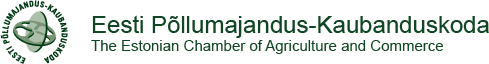 EESTI PÕLLUMAJANDUS-KAUBANDUSKODA
Eesti Põllumajandus-Kaubanduskoda
The Estonian Chamber of Agriculture and Commerce